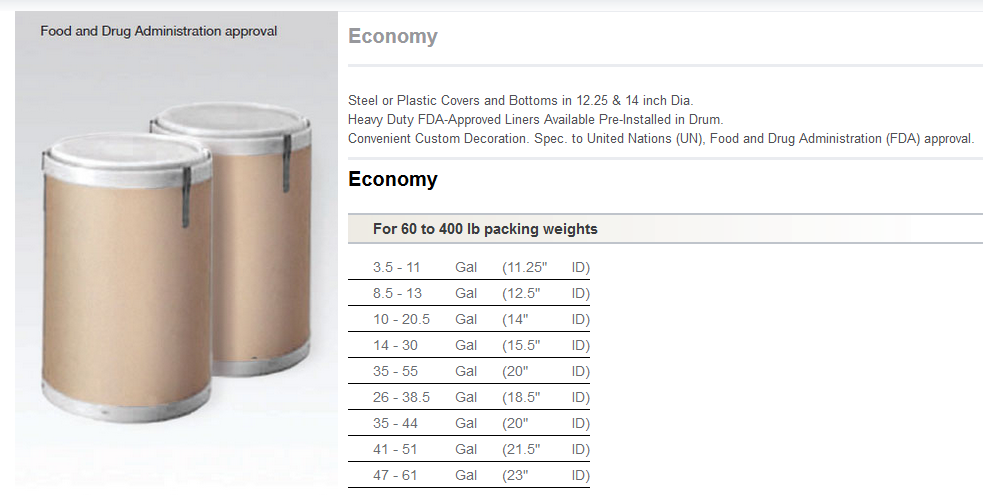 Food and Drug Administration approval
Economy
Steel or Plastic Covers and Bottoms in 12.25 & 14 inch Dia.
Heavy Duty FDA-Approved Liners Available Pre-Installed in Drum.
Convenient Custom Decoration. Spec. to United Nations (UN), Food and Drug Administration (FDA) approval.
Economy
For 60 to 400 lb packing weights
3.5 - 11 Gal (11.25" ID)
8.5 - 13 Gal (12.5" ID)
10 - 20.5 Gal (14" ID)
14 - 30 Gal (15.5" ID)
35 - 55 Gal (20" ID)
26 - 38.5 Gal (18.5" ID)
35 - 44 Gal (20" ID)
41 - 51 Gal (21.5" ID)
47 - 61 Gal (23" ID)